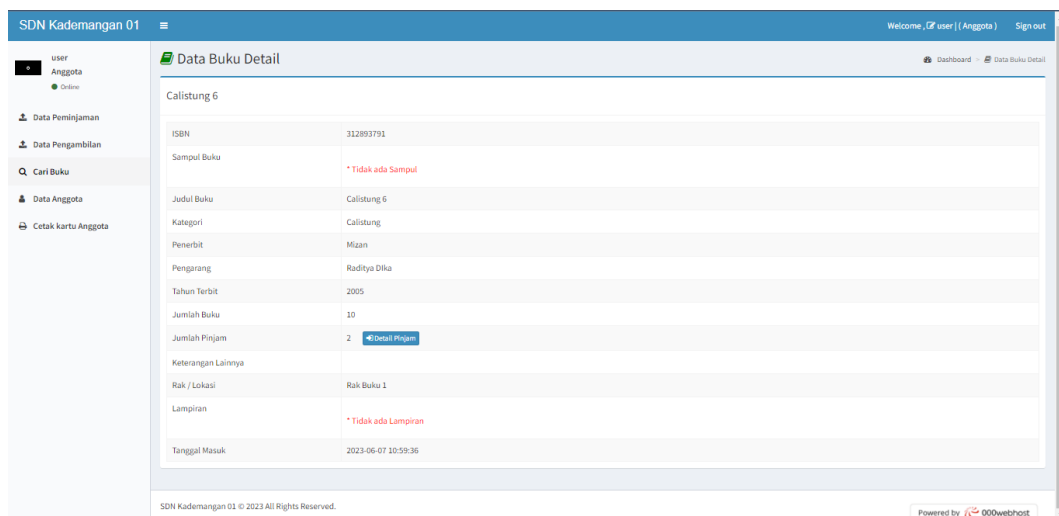 SDN Kademangan 01
Welcome , user | ( Anggota ) Sign out
user
Anggota
Online
Data Peminjaman
Data Pengambilan
Cari Buku
Data Anggota
Cetak kartu Anggota
Data Buku Detail
Dashboard > Data Buku Detail
Calistung 6
ISBN 312893791
Sampul Buku * Tidak ada Sampul
Judul Buku Calistung 6
Kategori Calistung
Penerbit Mizan
Pengarang Raditya DIka
Tahun Terbit 2005
Jumlah Buku 10
Jumlah Pinjam 2 Detail Pinjam
Keterangan Lainnya
Rak / Lokasi Rak Buku 1
Lampiran * Tidak ada Lampiran
Tanggal Masuk 2023-06-07 10:59:36
SDN Kademangan 01 © 2023 All Rights Reserved.
Powered by 000webhost